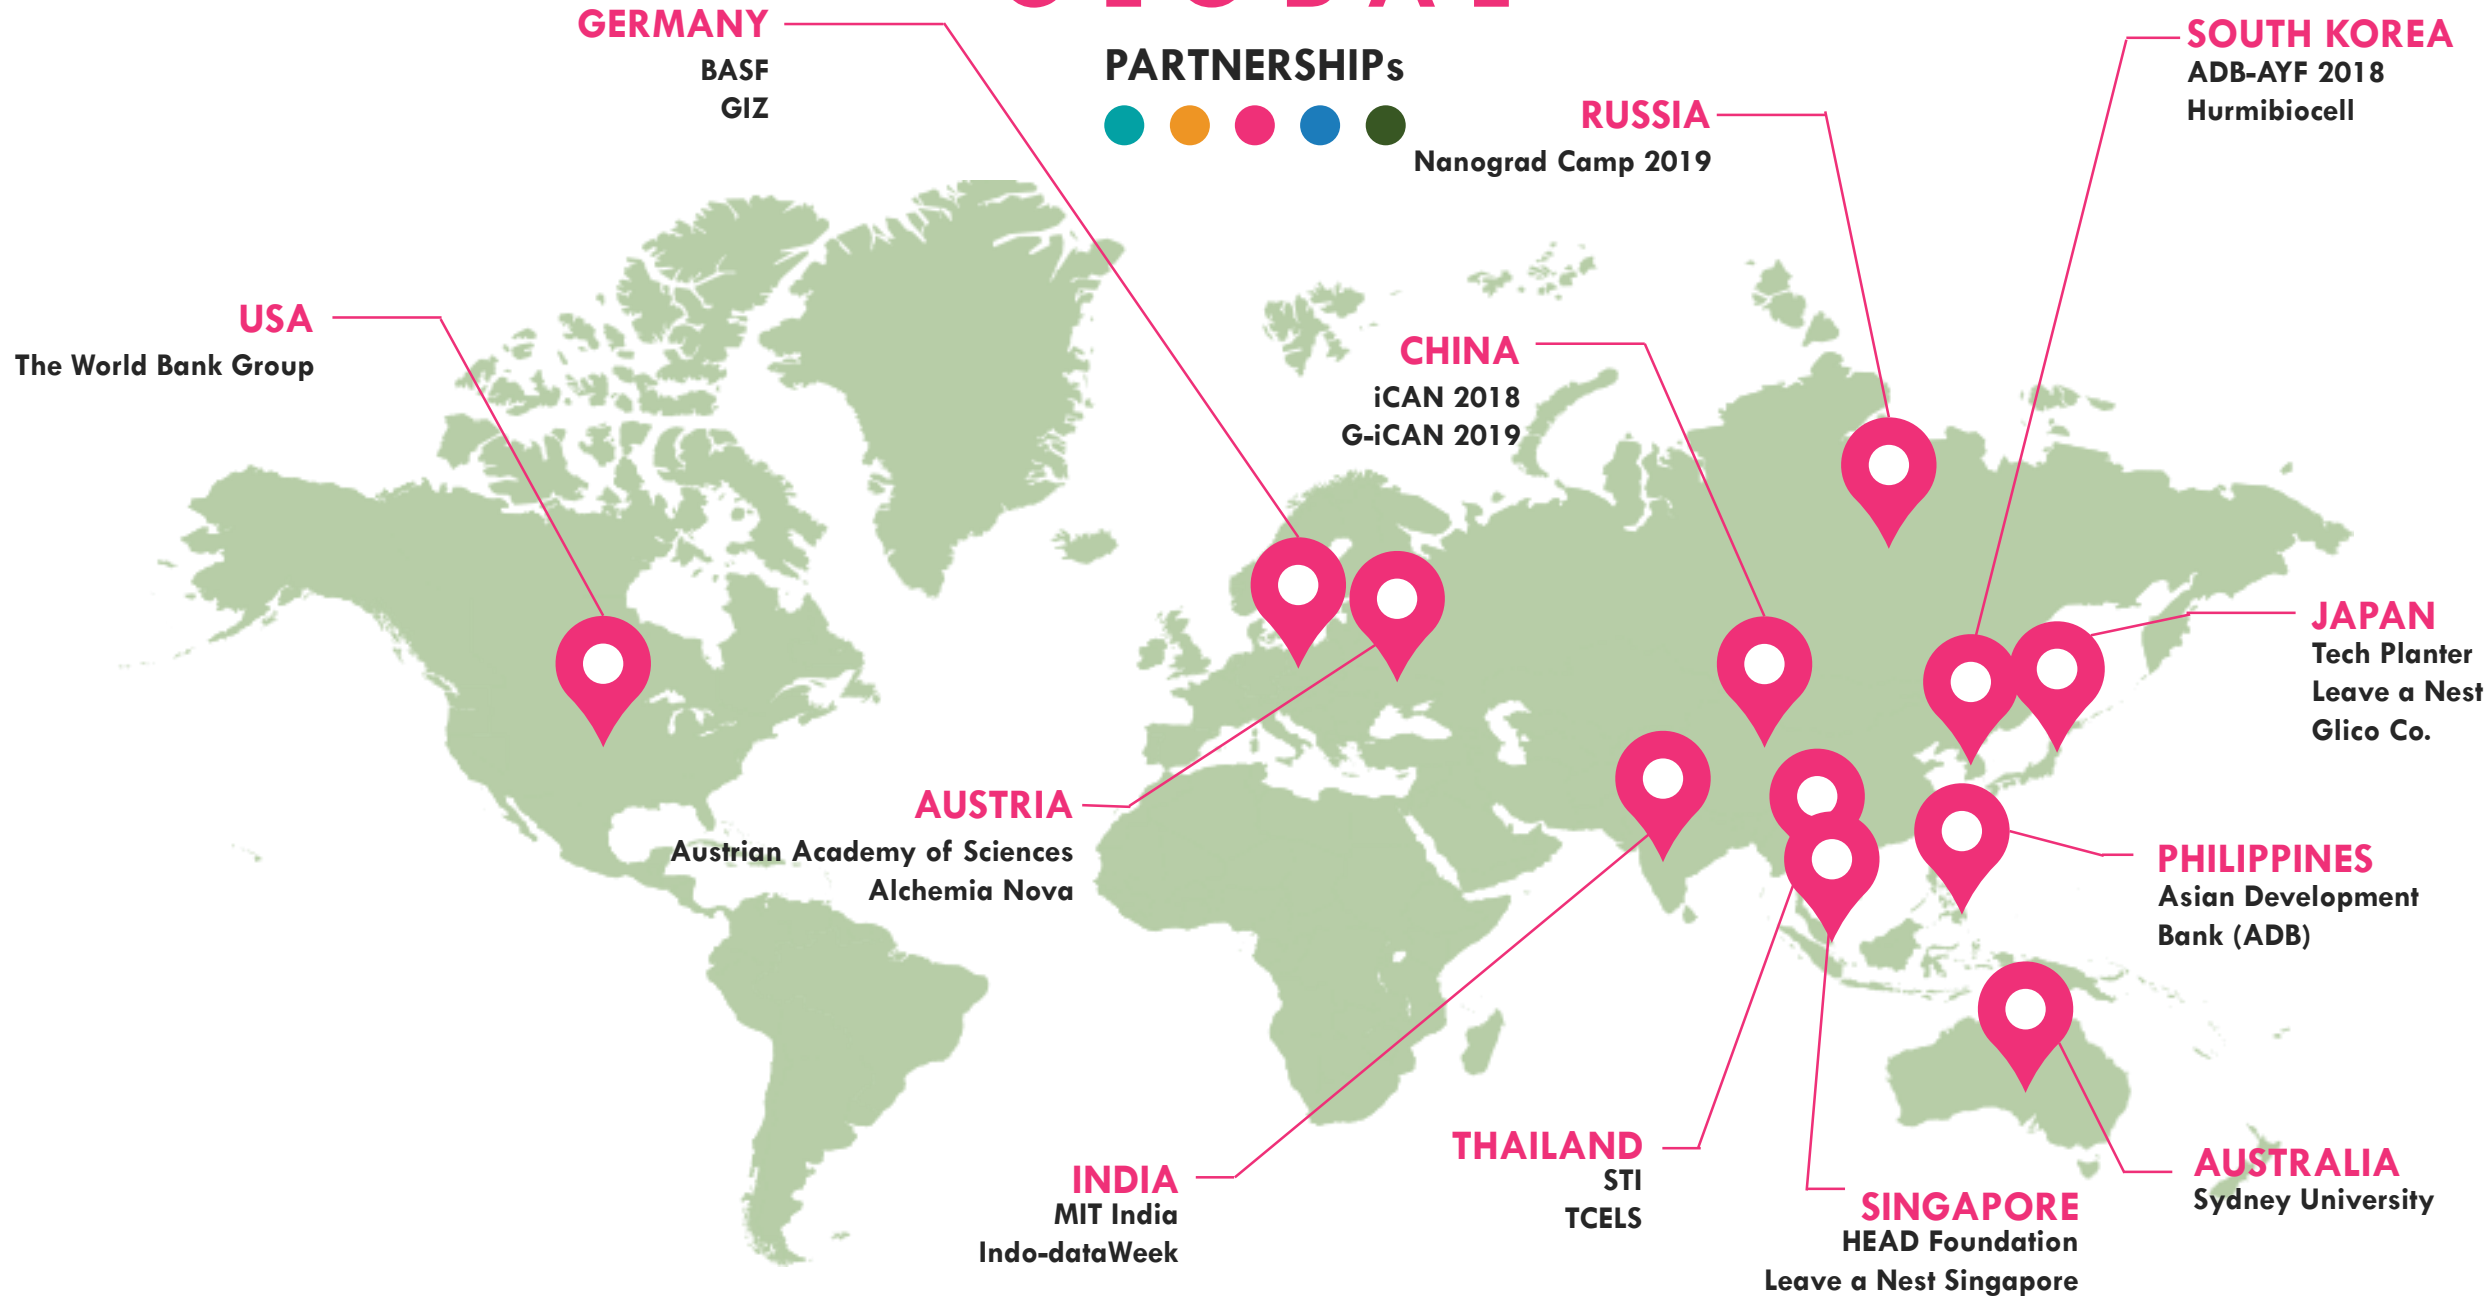 GLOBAL
PARTNERSHIPs
GERMANY
BASF
GIZ
SOUTH KOREA
ADB-AYF 2018
Hurmibiocell
RUSSIA
Nanograd Camp 2019
USA
The World Bank Group
CHINA
iCAN 2018
G-iCAN 2019
JAPAN
Tech Planter
Leave a Nest
Glico Co.
AUSTRIA
Austrian Academy of Sciences
Alchemia Nova
PHILIPPINES
Asian Development
Bank (ADB)
INDIA
MIT India
Indo-dataWeek
THAILAND
STI
TCELS
SINGAPORE
HEAD Foundation
Leave a Nest Singapore
AUSTRALIA
Sydney University